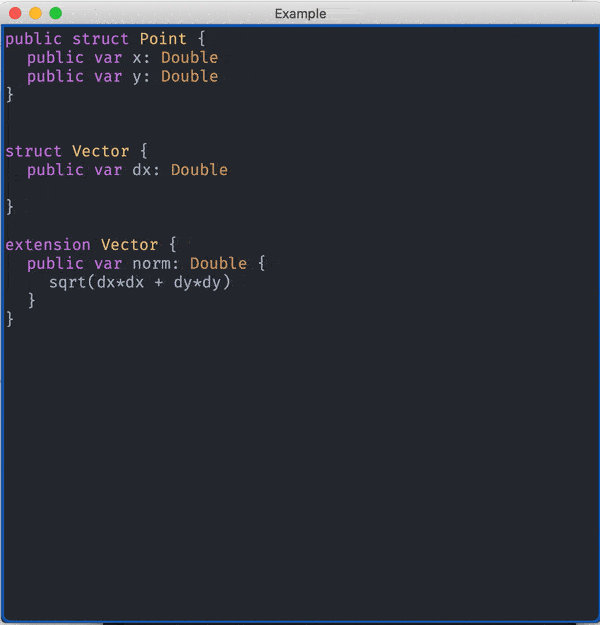 Example
public struct Point {
  public var x: Double
  public var y: Double
}
struct Vector {
  public var dx: Double
}
extension Vector {
  public var norm: Double {
    sqrt(dx*dx + dy*dy)
  }
}